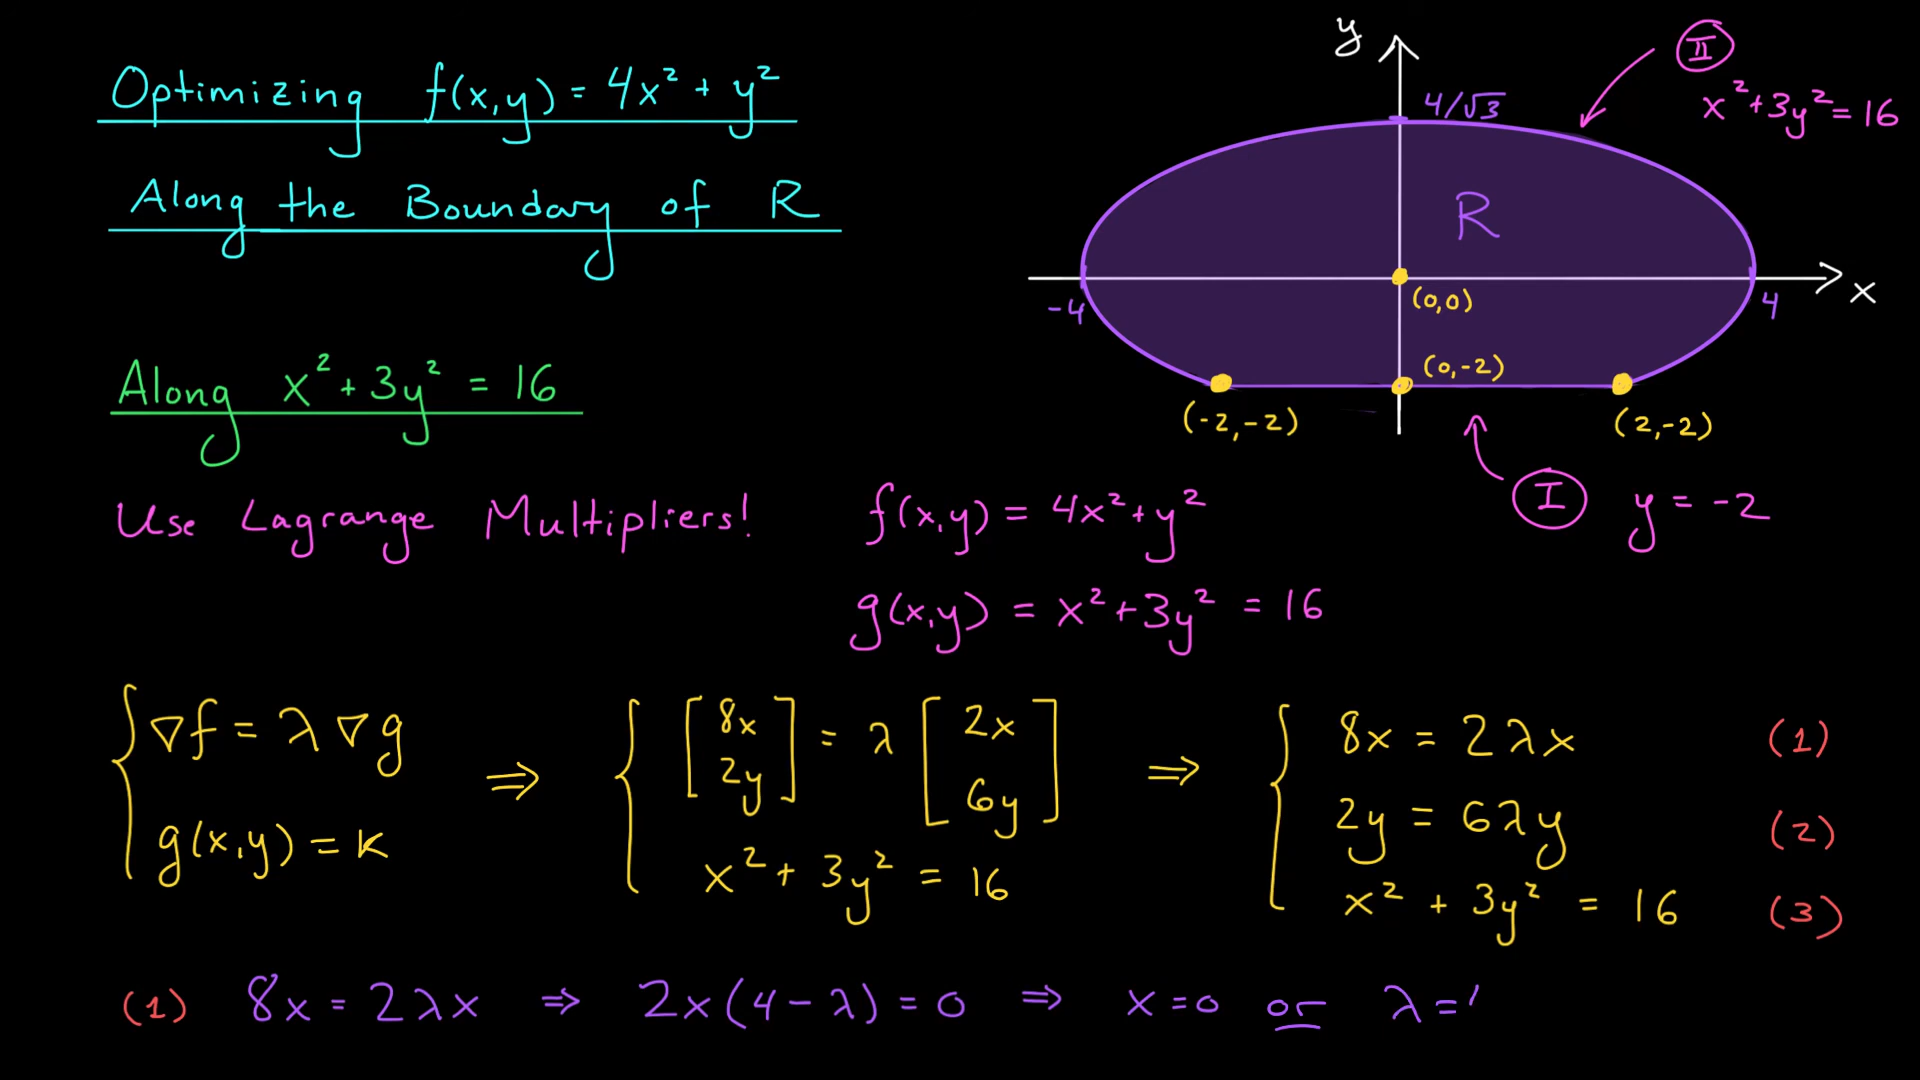 Optimizing f(x,y) = 4x² + y²
Along the Boundary of R
y
4/√3
II
x² + 3y² = 16
R
-4
(0,0)
4
x
(0,-2)
(-2,-2)
(2,-2)
I
y = -2
Along x² + 3y² = 16
Use Lagrange Multipliers!
f(x,y) = 4x² + y²
g(x,y) = x² + 3y² = 16
{ ∇f = λ ∇g
g(x,y) = K
⇒
{ [8x 2y] = λ [2x 6y]
x² + 3y² = 16
⇒
{ 8x = 2λx (1)
2y = 6λy (2)
x² + 3y² = 16 (3)
(1) 8x = 2λx ⇒ 2x(4 - λ) = 0 ⇒ x = 0 or λ =